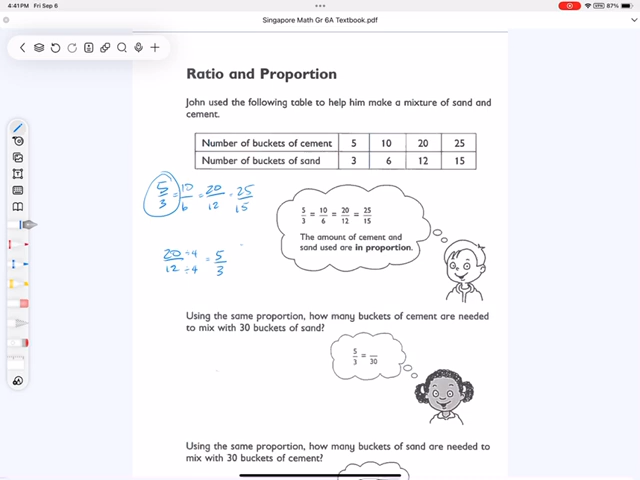 4:41 PM Fri Sep 6
87%
Singapore Math Gr 6A Textbook.pdf
Ratio and Proportion
John used the following table to help him make a mixture of sand and
cement.
Number of buckets of cement 5 10 20 25
Number of buckets of sand 3 6 12 15
5/3 = 10/6 = 20/12 = 25/15
5/3 = 10/6 = 20/12 = 25/15
The amount of cement and
sand used are in proportion.
20÷4/12÷4 = 5/3
Using the same proportion, how many buckets of cement are needed
to mix with 30 buckets of sand?
5/3 = /30
Using the same proportion, how many buckets of sand are needed to
mix with 30 buckets of cement?